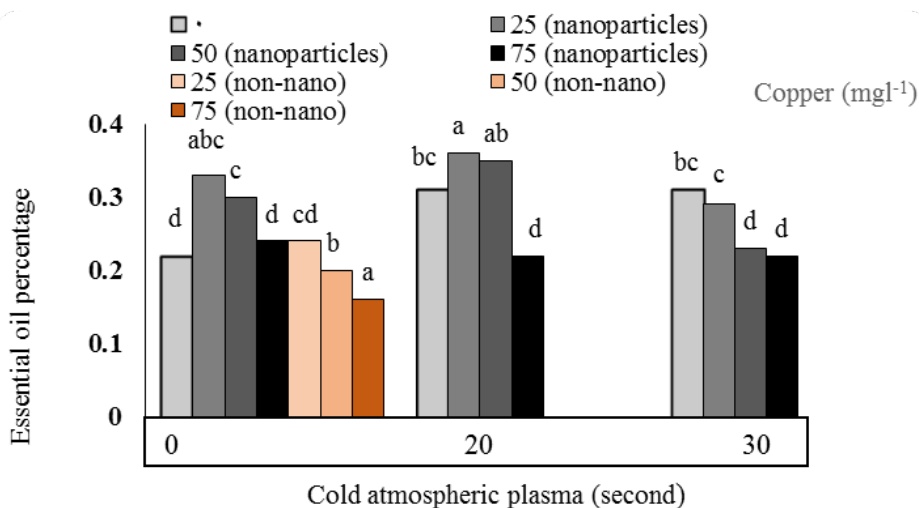 •
25 (nanoparticles)
50 (nanoparticles)
75 (nanoparticles)
25 (non-nano)
50 (non-nano)
75 (non-nano)
Copper (mgl⁻¹)
Essential oil percentage
0.4
0.3
0.2
0.1
0
d
abc
c
d
cd
b
a
bc
a
ab
d
bc
c
d
d
0
20
30
Cold atmospheric plasma (second)